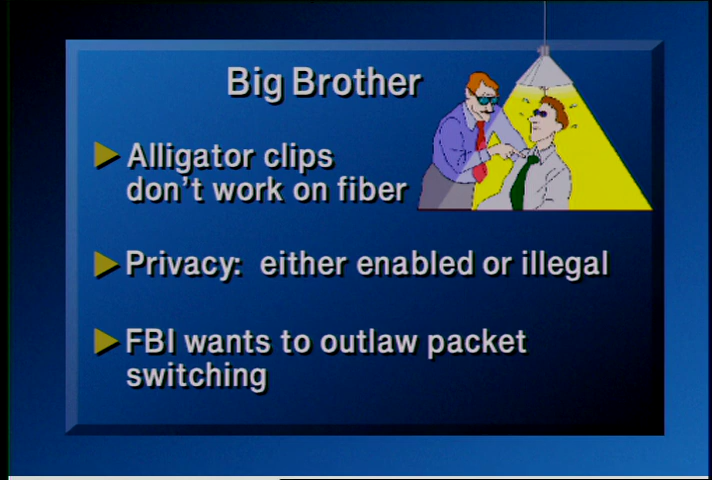 Big Brother
Alligator clips
don't work on fiber
Privacy:  either enabled or illegal
FBI wants to outlaw packet
switching